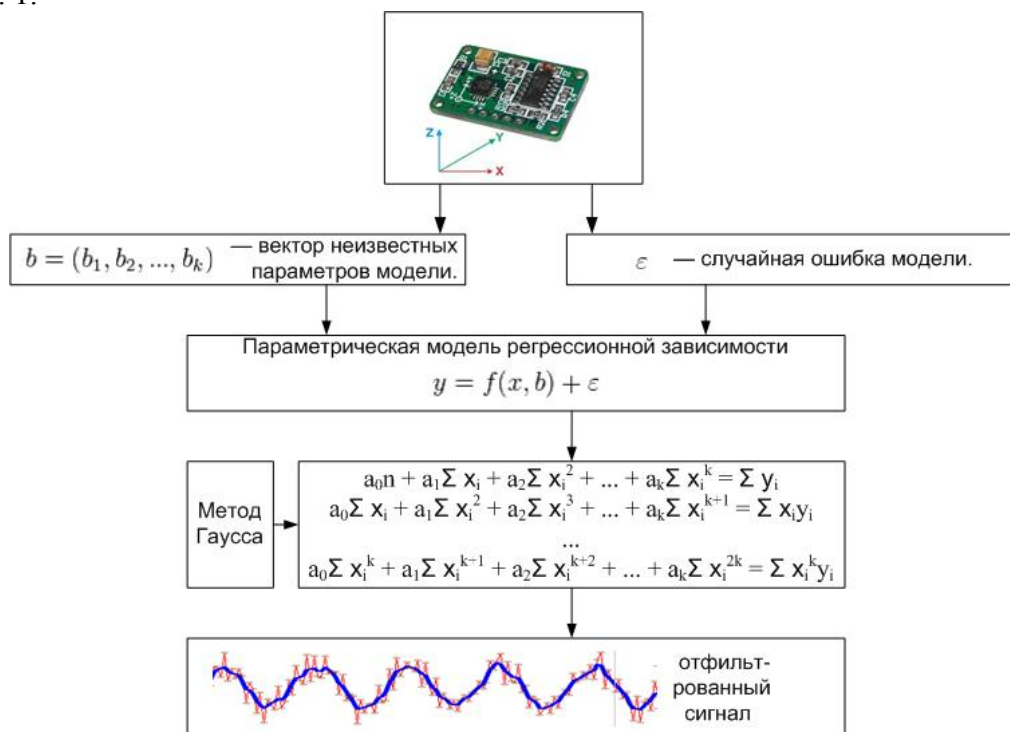 Z
Y
X
b = (b₁, b₂, ..., bₖ) — вектор неизвестных
параметров модели.
ε — случайная ошибка модели.
Параметрическая модель регрессионной зависимости
y = f(x, b) + ε
Метод
Гаусса
a₀n + a₁Σ xᵢ + a₂Σ xᵢ² + ... + aₖΣ xᵢᵏ = Σ yᵢ
a₀Σ xᵢ + a₁Σ xᵢ² + a₂Σ xᵢ³ + ... + aₖΣ xᵢᵏ⁺¹ = Σ xᵢyᵢ
...
a₀Σ xᵢᵏ + a₁Σ xᵢᵏ⁺¹ + a₂Σ xᵢᵏ⁺² + ... + aₖΣ xᵢ²ᵏ = Σ xᵢᵏyᵢ
отфильт-
рованный
сигнал